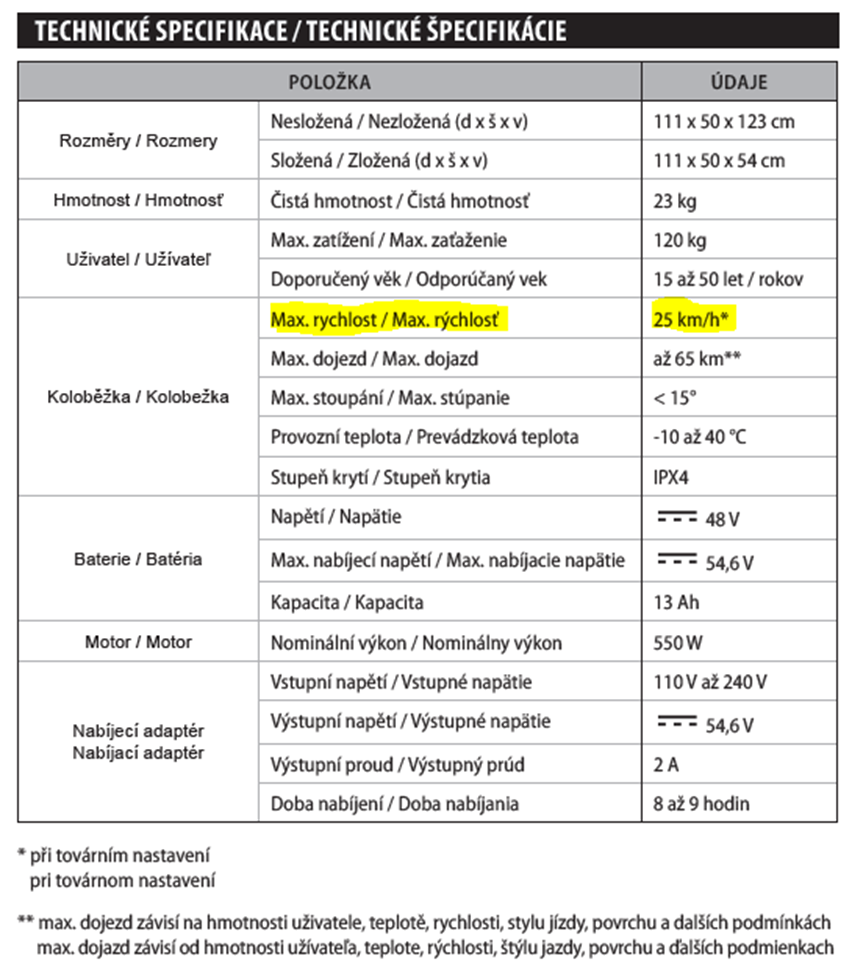 TECHNICKÉ SPECIFIKACE / TECHNICKÉ ŠPECIFIKÁCIE
POLOŽKA ÚDAJE
Rozměry / Rozmery
Nesložená / Nezložená (d x š x v) 111 x 50 x 123 cm
Složená / Zložená (d x š x v) 111 x 50 x 54 cm
Hmotnost / Hmotnosť Čistá hmotnost / Čistá hmotnosť 23 kg
Uživatel / Užívateľ
Max. zatížení / Max. zaťaženie 120 kg
Doporučený věk / Odporúčaný vek 15 až 50 let / rokov
Koloběžka / Kolobežka
Max. rychlost / Max. rýchlosť 25 km/h*
Max. dojezd / Max. dojazd až 65 km**
Max. stoupání / Max. stúpanie < 15°
Provozní teplota / Prevádzková teplota -10 až 40 °C
Stupeň krytí / Stupeň krytia IPX4
Baterie / Batéria
Napětí / Napätie 48 V
Max. nabíjecí napětí / Max. nabíjacie napätie 54,6 V
Kapacita / Kapacita 13 Ah
Motor / Motor Nominální výkon / Nominálny výkon 550 W
Nabíjecí adaptér
Nabíjací adaptér
Vstupní napětí / Vstupné napätie 110 V až 240 V
Výstupní napětí / Výstupné napätie 54,6 V
Výstupní proud / Výstupný prúd 2 A
Doba nabíjení / Doba nabíjania 8 až 9 hodin
* při továrním nastavení
pri továrnom nastavení
** max. dojezd závisí na hmotnosti uživatele, teplotě, rychlosti, stylu jízdy, povrchu a dalších podmínkách
max. dojazd závisí od hmotnosti užívateľa, teplote, rýchlosti, štýlu jazdy, povrchu a ďalších podmienkach